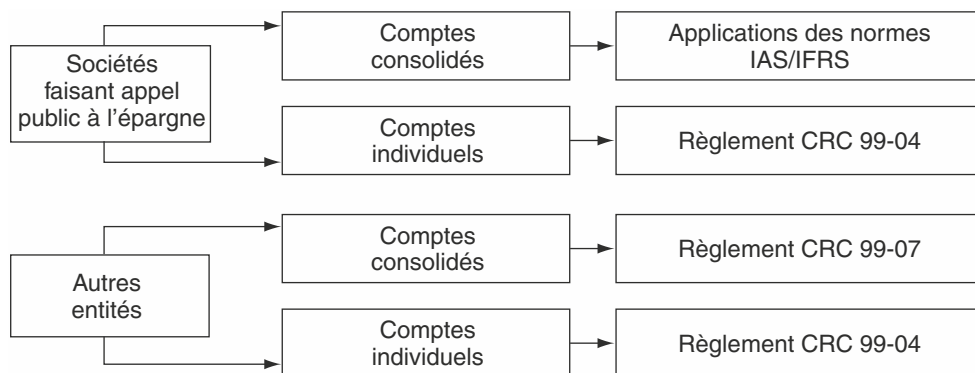 Sociétés
faisant appel
public à l'épargne
Comptes
consolidés
Applications des normes
IAS/IFRS
Comptes
individuels
Règlement CRC 99-04
Autres
entités
Comptes
consolidés
Règlement CRC 99-07
Comptes
individuels
Règlement CRC 99-04